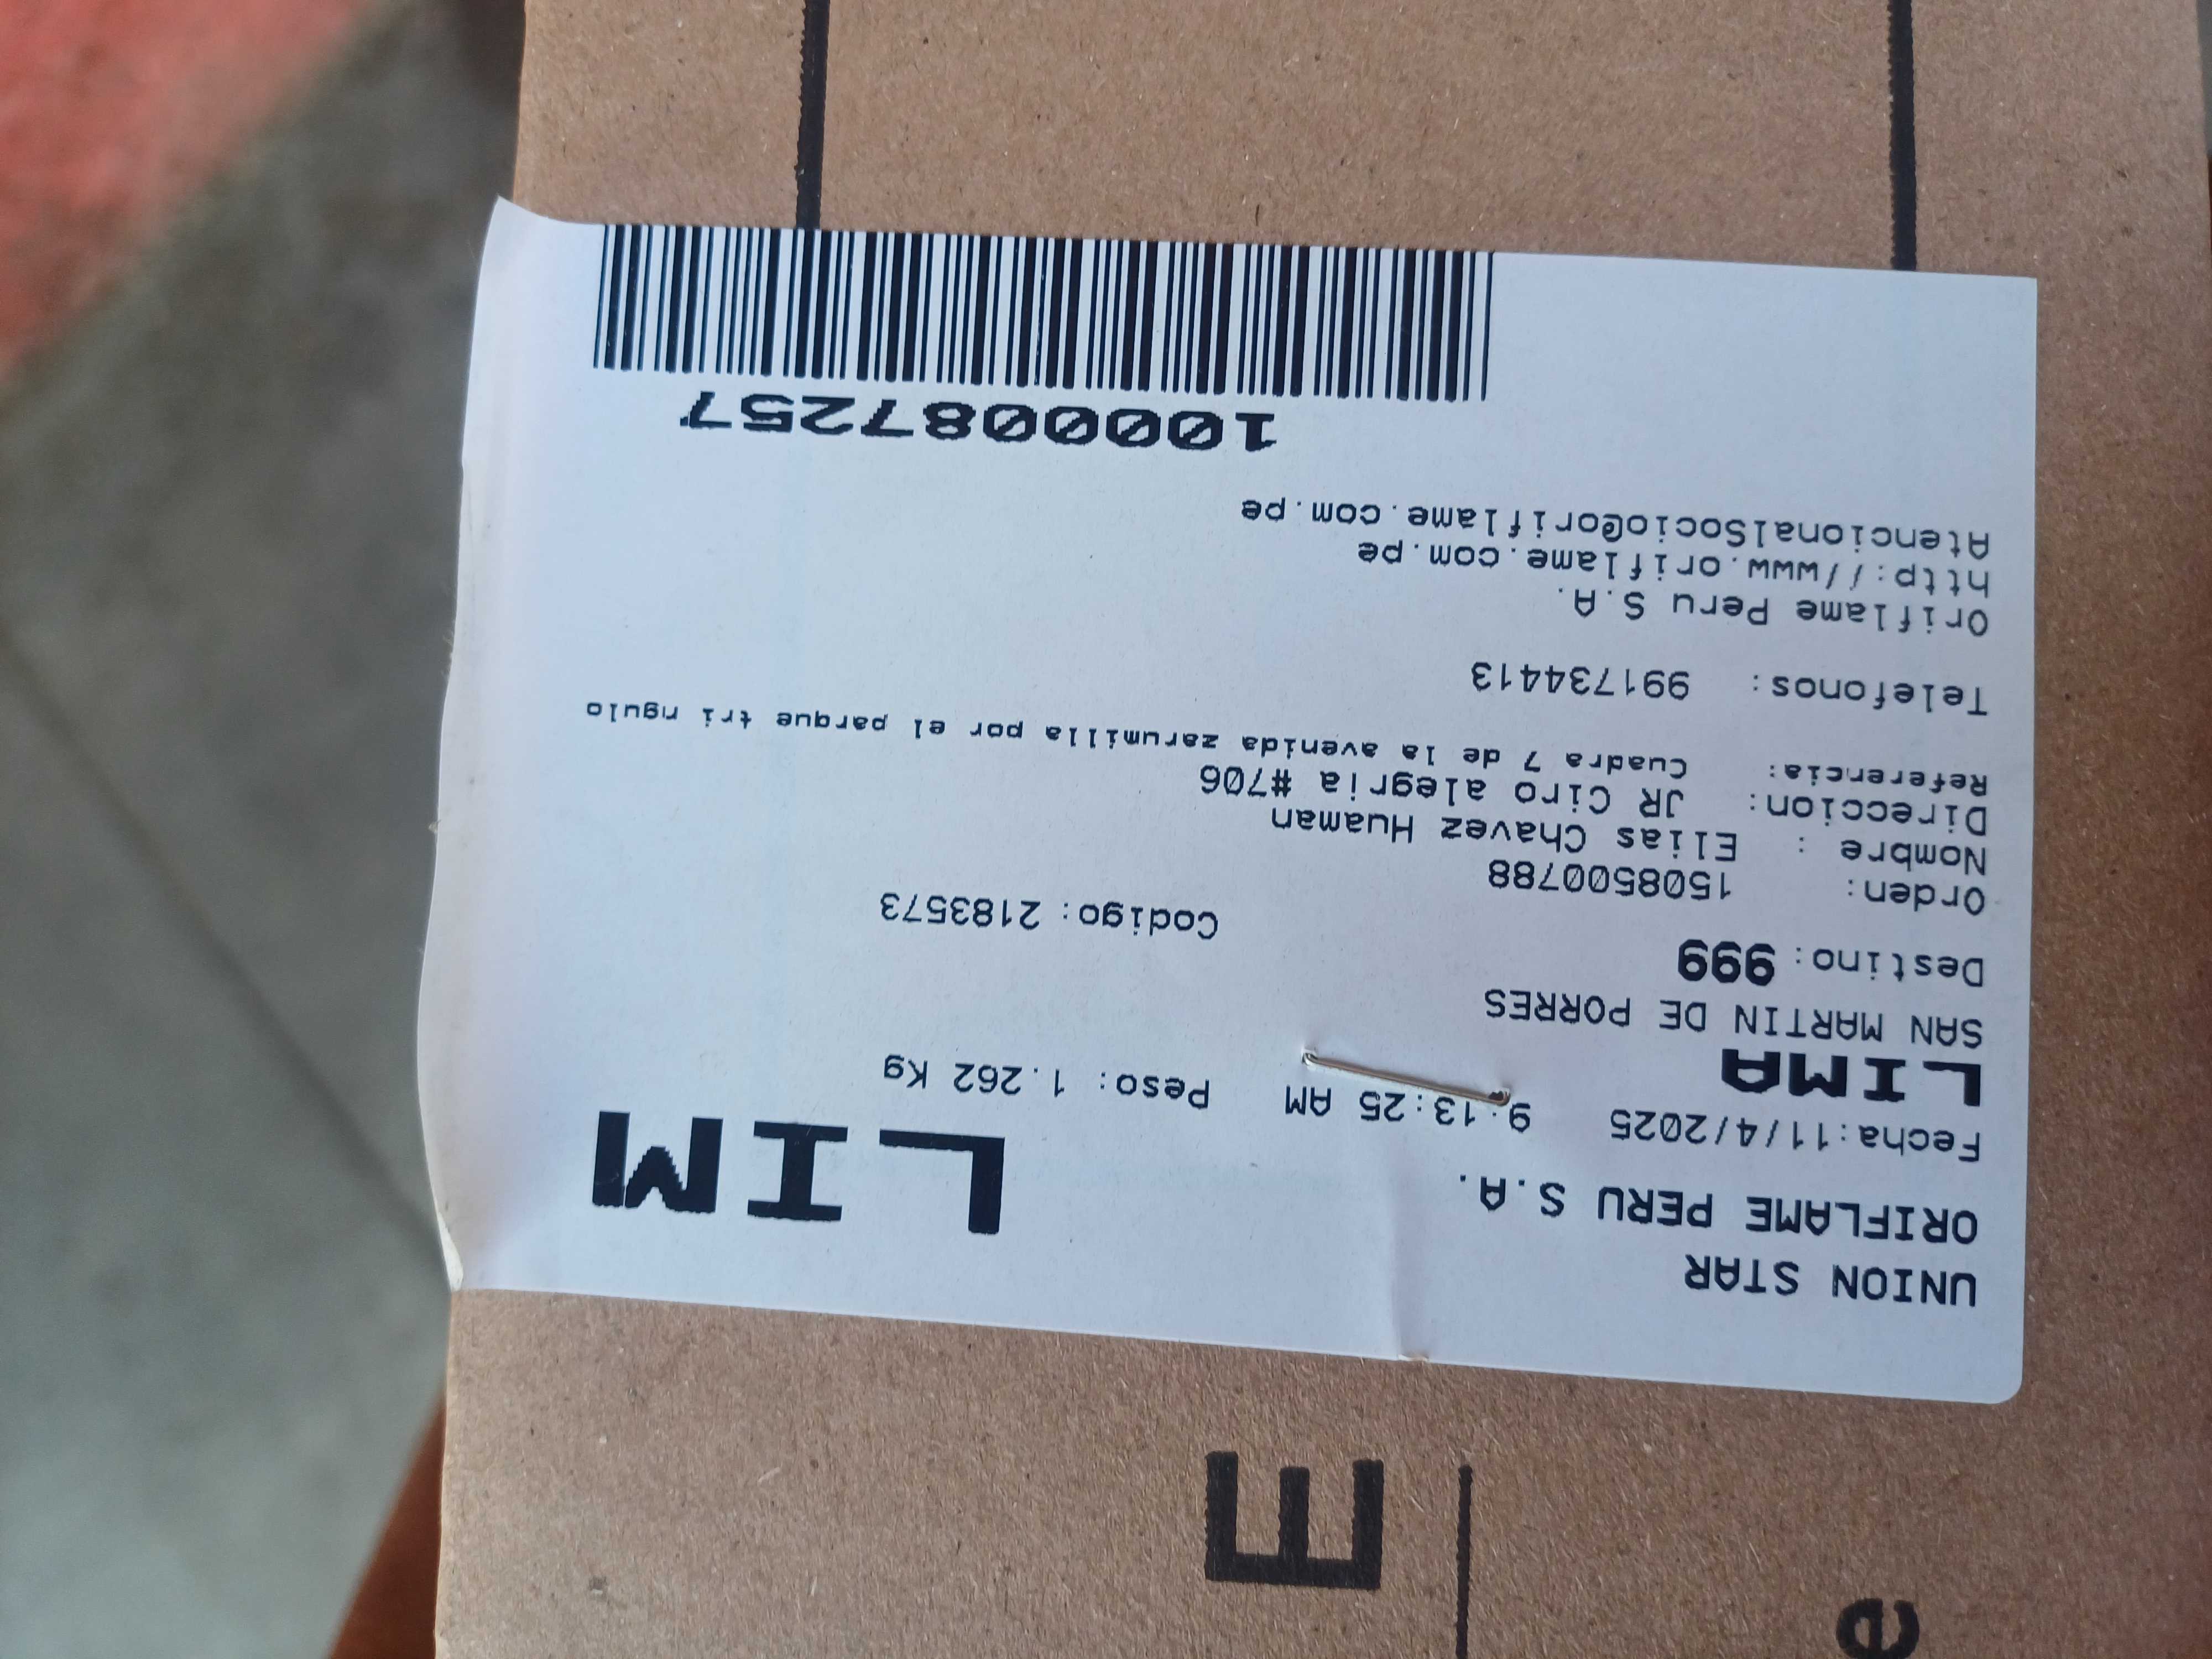 UNION STAR
ORIFLAME PERU S.A.
LIM
Fecha:11/4/2025 9:13:25 AM Peso: 1.262 Kg
LIMA
SAN MARTIN DE PORRES
Destino: 999 Codigo: 2183573
Orden: 1508500788
Nombre : Elias Chavez Huaman
Direccion: JR Ciro alegria #706
Referencia: Cuadra 7 de la avenida zarumilla por el parque tri ngulo
Telefonos: 991734413
Oriflame Peru S.A.
http://www.oriflame.com.pe
AtencionalSocio@oriflame.com.pe
1000087257
E
e